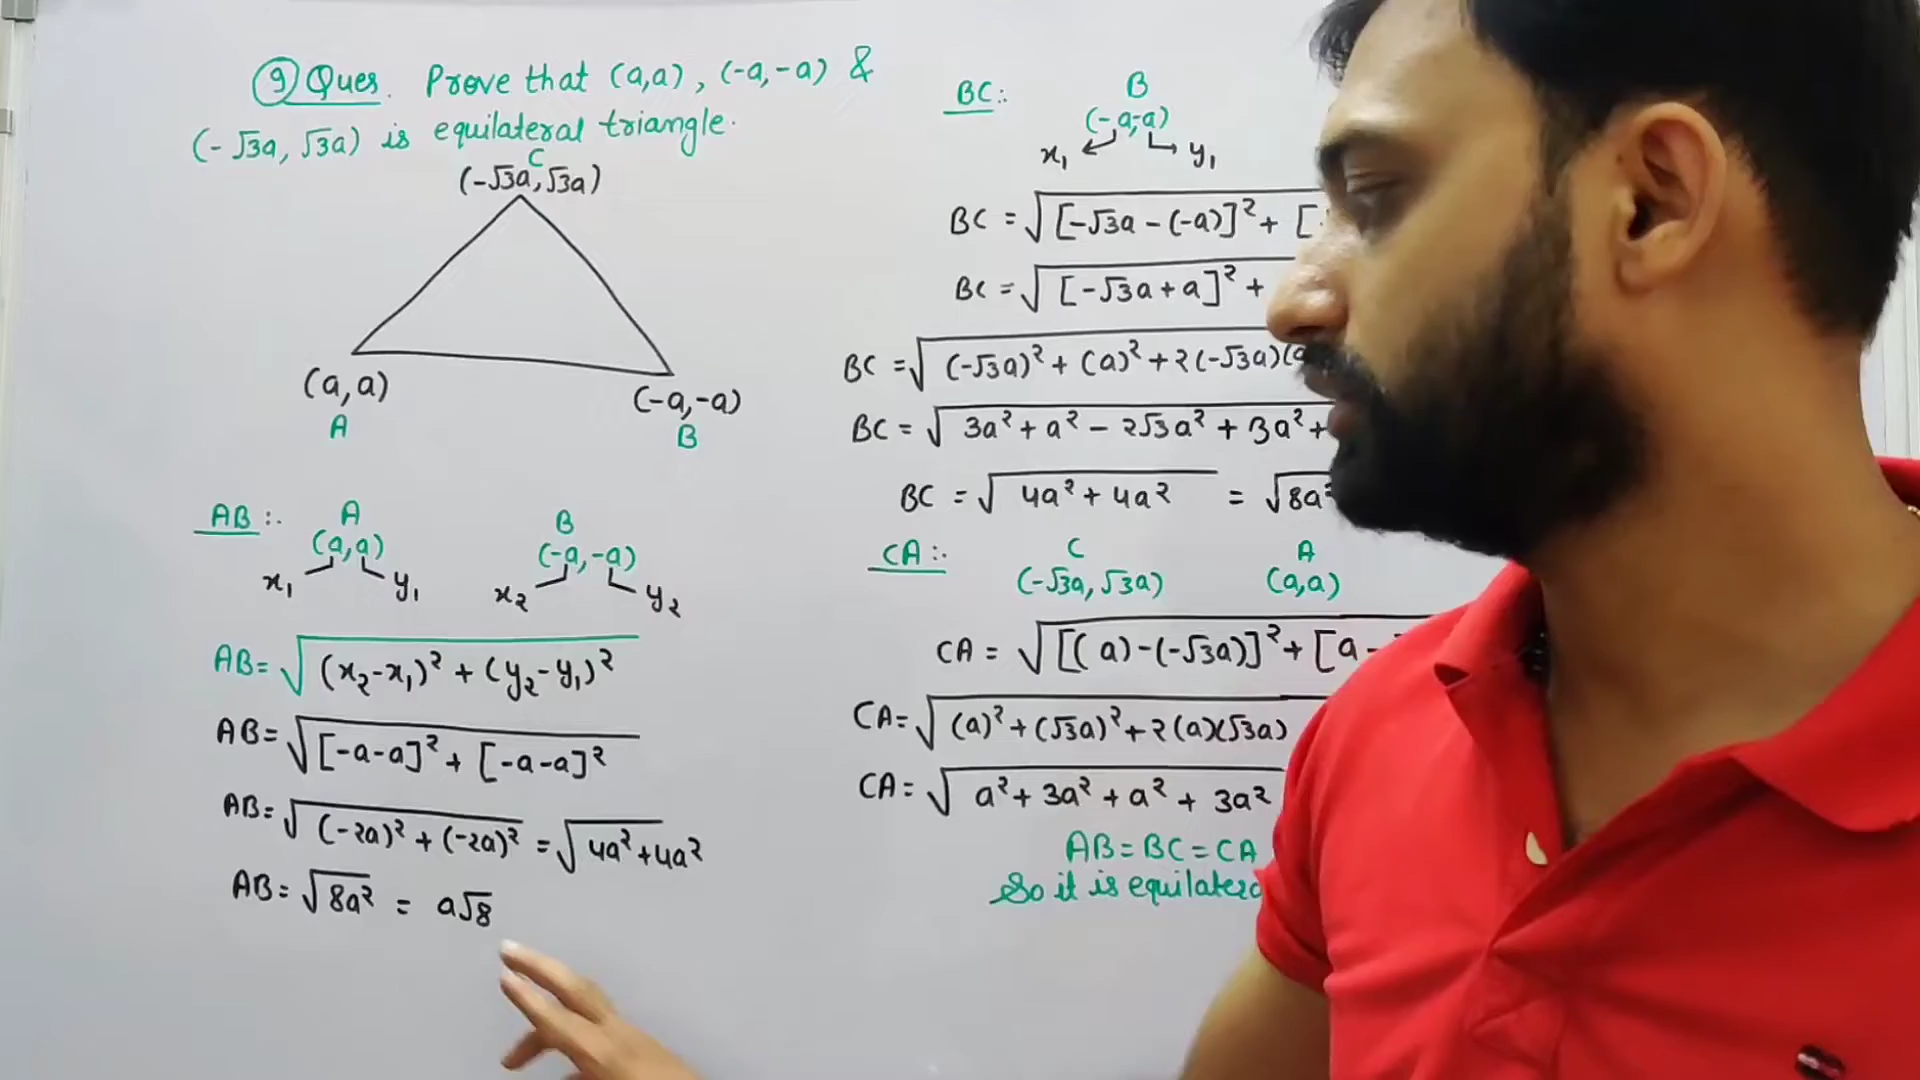 9 Ques. Prove that (a,a), (-a,-a) &
(-√3a, √3a) is equilateral triangle.
C
(-√3a,√3a)
(a,a)
A
(-a,-a)
B
AB:-
A
(a,a)
x₁ y₁
B
(-a,-a)
x₂ y₂
AB=√(x₂-x₁)² + (y₂-y₁)²
AB=√[-a-a]² + [-a-a]²
AB=√(-2a)² + (-2a)² = √4a² + 4a²
AB=√8a² = a√8
BC:-
B
(-a,-a)
x₁ y₁
BC =√[-√3a -(-a)]² + [
BC =√[-√3a + a]² +
BC =√(-√3a)² + (a)² + 2(-√3a)(a
BC = √3a² + a² - 2√3a² + 3a² +
BC = √4a² + 4a² = √8a²
CA:-
C
(-√3a, √3a)
A
(a,a)
CA = √[(a)-(-√3a)]² + [a -
CA=√(a)² + (√3a)² + 2(a)(√3a)
CA=√a² + 3a² + a² + 3a²
AB = BC = CA
So it is